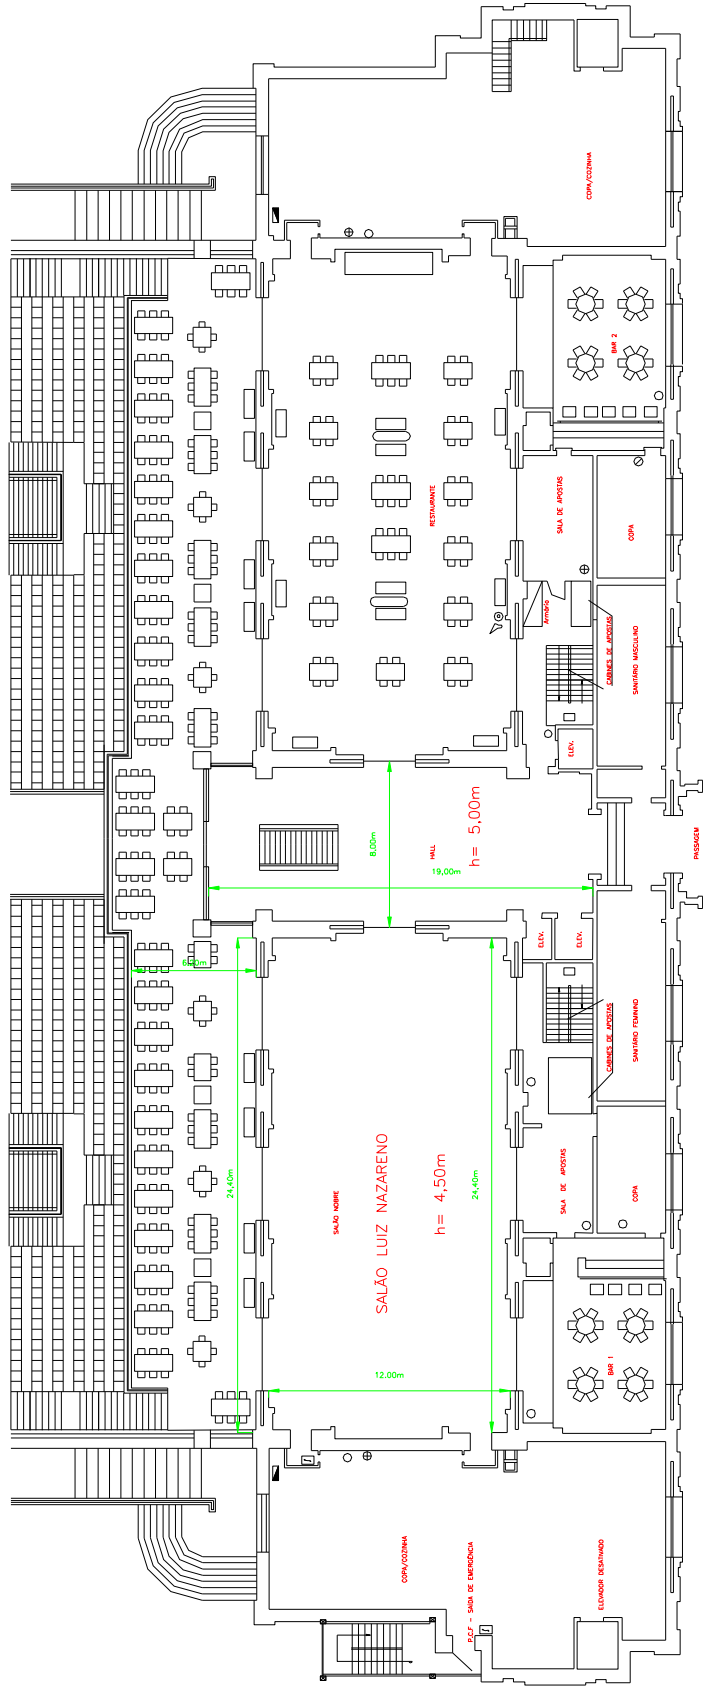 COPA/COZINHA
BAR 2
RESTAURANTE
SALA DE APOSTAS
COPA
Armário
CABINES DE APOSTAS
SANITÁRIO MASCULINO
ELEV.
8,00m
HALL
h= 5,00m
PASSAGEM
19,00m
ELEV.
ELEV.
6,20m
CABINES DE APOSTAS
SANITÁRIO FEMININO
24,40m
SALÃO NOBRE
SALÃO LUIZ NAZARENO
h= 4,50m
24,40m
SALA DE APOSTAS
COPA
BAR 1
12.00m
COPA/COZINHA
P.C.F - SAÍDA DE EMERGÊNCIA
ELEVADOR DESATIVADO